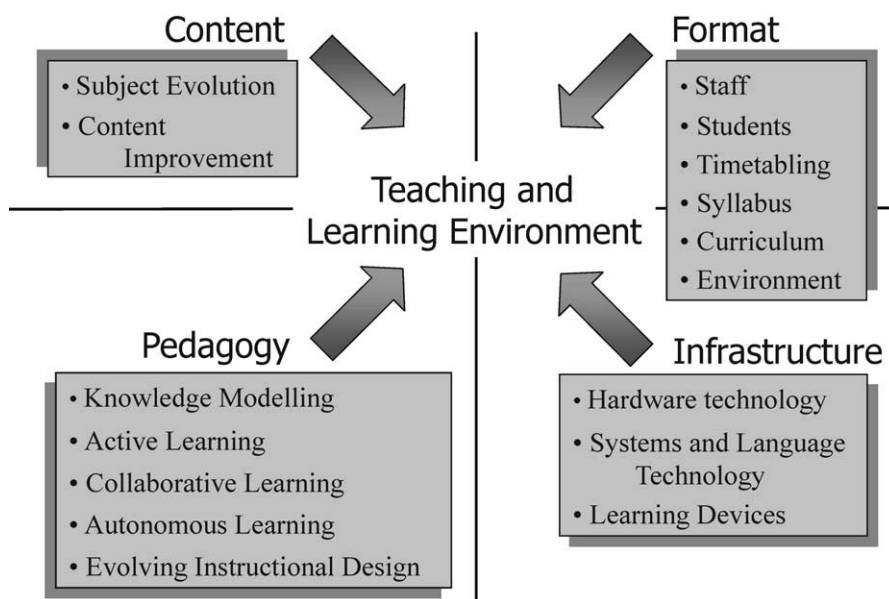 Content
• Subject Evolution
• Content
Improvement
Format
• Staff
• Students
• Timetabling
• Syllabus
• Curriculum
• Environment
Teaching and
Learning Environment
Pedagogy
• Knowledge Modelling
• Active Learning
• Collaborative Learning
• Autonomous Learning
• Evolving Instructional Design
Infrastructure
• Hardware technology
• Systems and Language
Technology
• Learning Devices